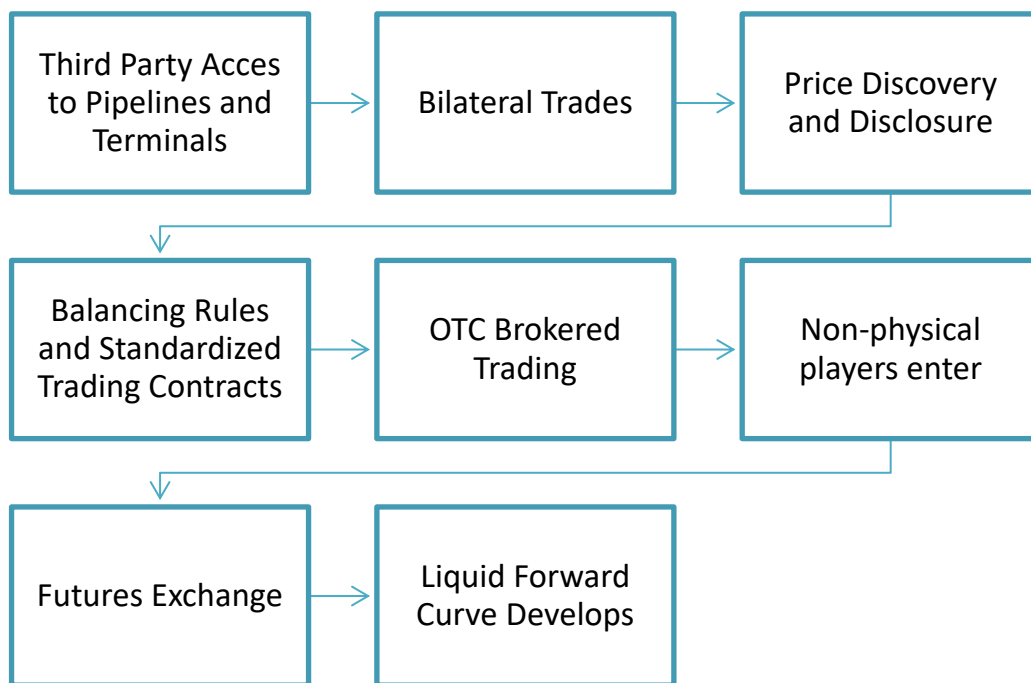 Third Party Acces
to Pipelines and
Terminals
Bilateral Trades
Price Discovery
and Disclosure
Balancing Rules
and Standardized
Trading Contracts
OTC Brokered
Trading
Non-physical
players enter
Futures Exchange
Liquid Forward
Curve Develops